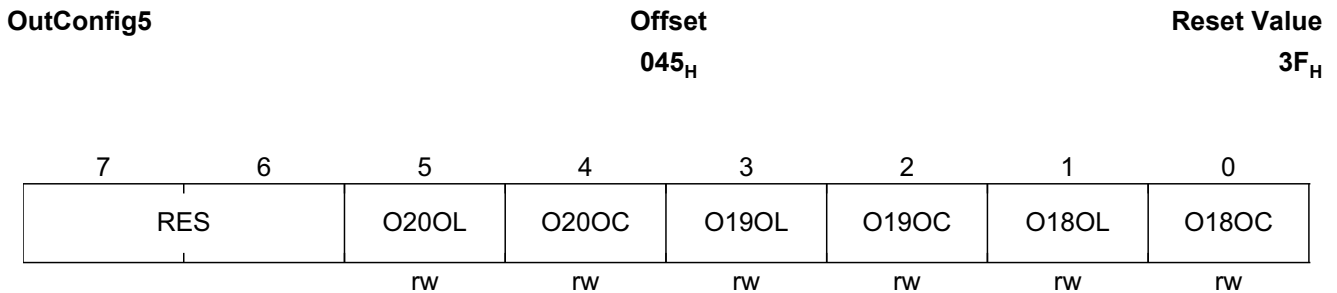 OutConfig5 Offset Reset Value
045H 3FH
7 6 5 4 3 2 1 0
RES O20OL O20OC O19OL O19OC O18OL O18OC
rw rw rw rw rw rw